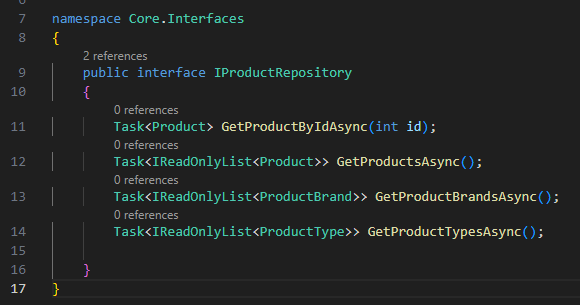 7 namespace Core.Interfaces
8 {
2 references
9 public interface IProductRepository
10 {
0 references
11 Task<Product> GetProductByIdAsync(int id);
0 references
12 Task<IReadOnlyList<Product>> GetProductsAsync();
0 references
13 Task<IReadOnlyList<ProductBrand>> GetProductBrandsAsync();
0 references
14 Task<IReadOnlyList<ProductType>> GetProductTypesAsync();
15
16 }
17 }